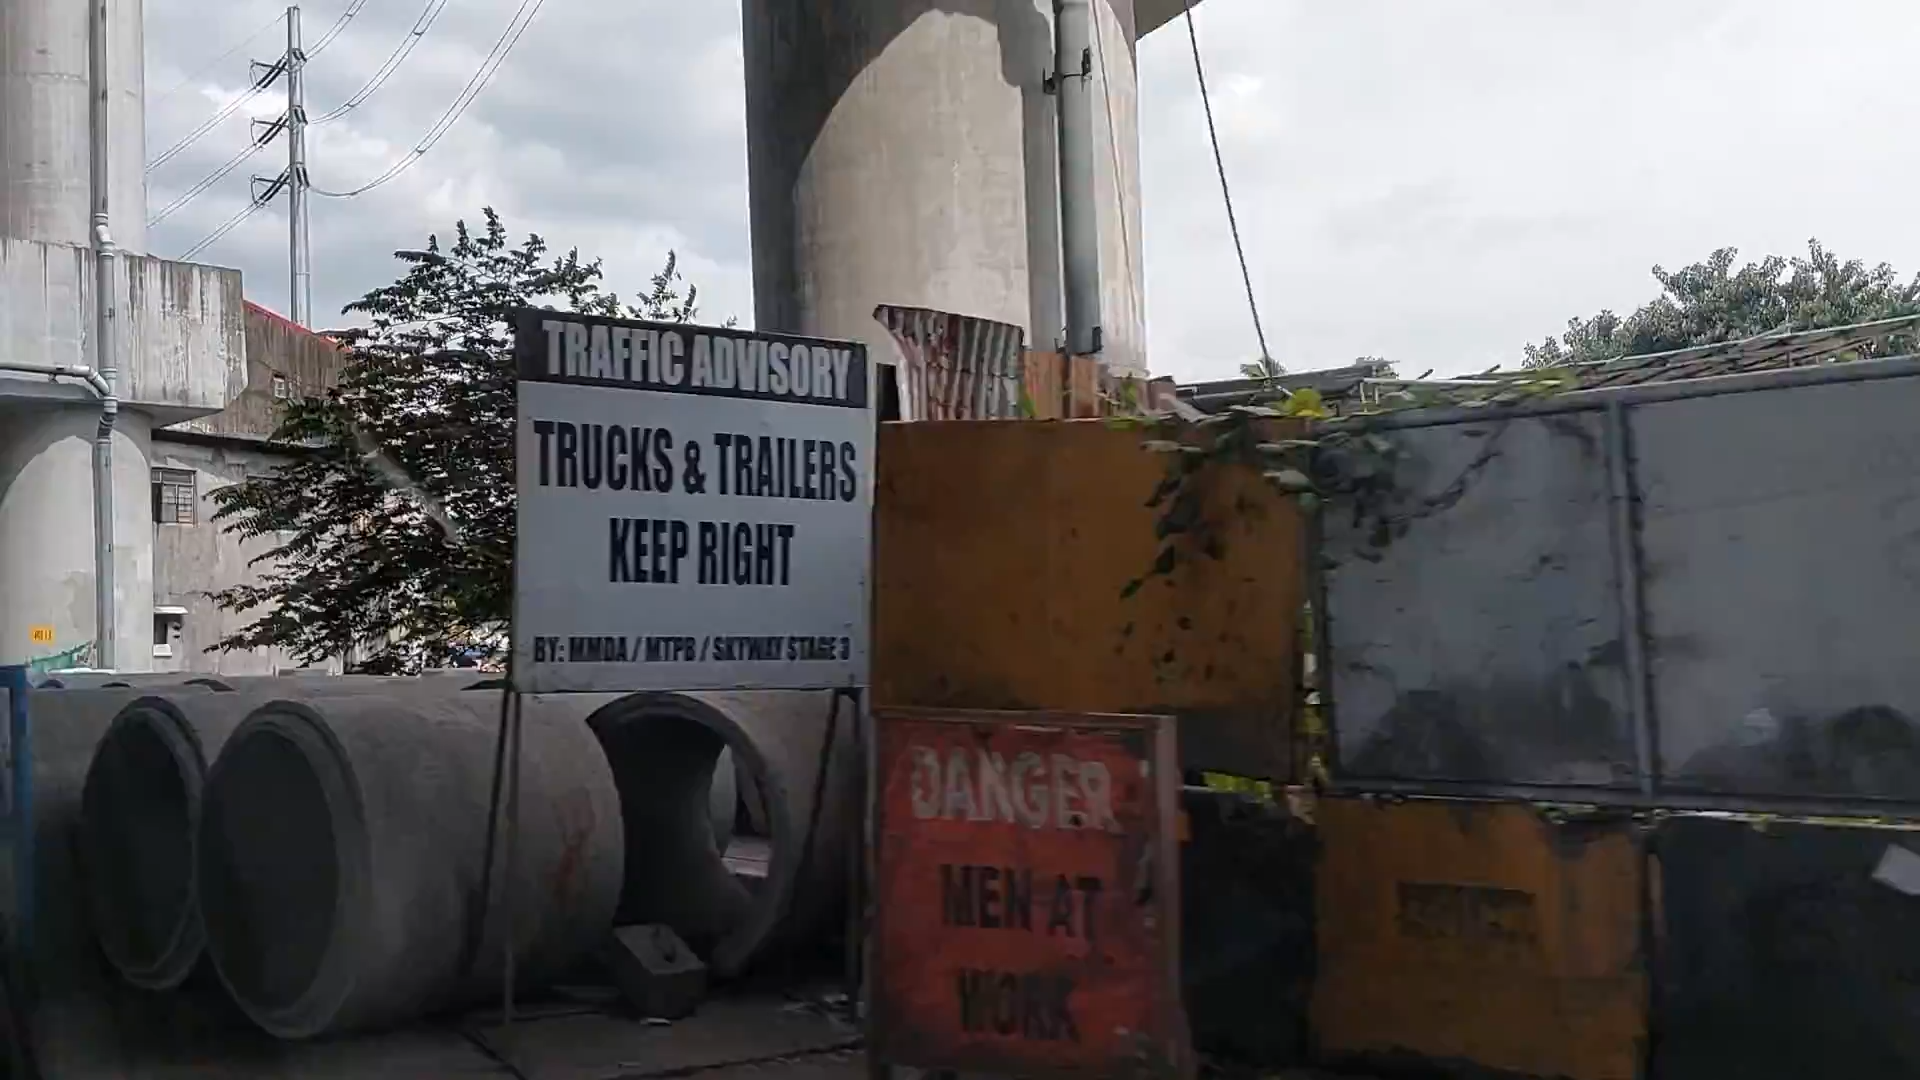 TRAFFIC ADVISORY
TRUCKS & TRAILERS
KEEP RIGHT
BY: MMDA / MTPB / SKYWAY STAGE 3
DANGER
MEN AT
WORK